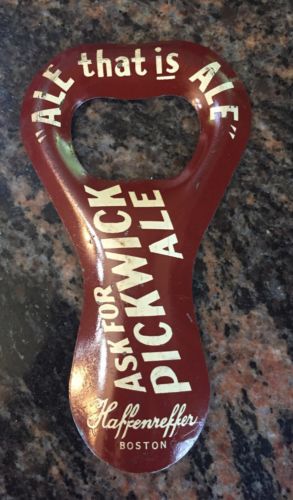 "ALE that is ALE"
ASK FOR
PICKWICK
ALE
Haffenreffer
BOSTON